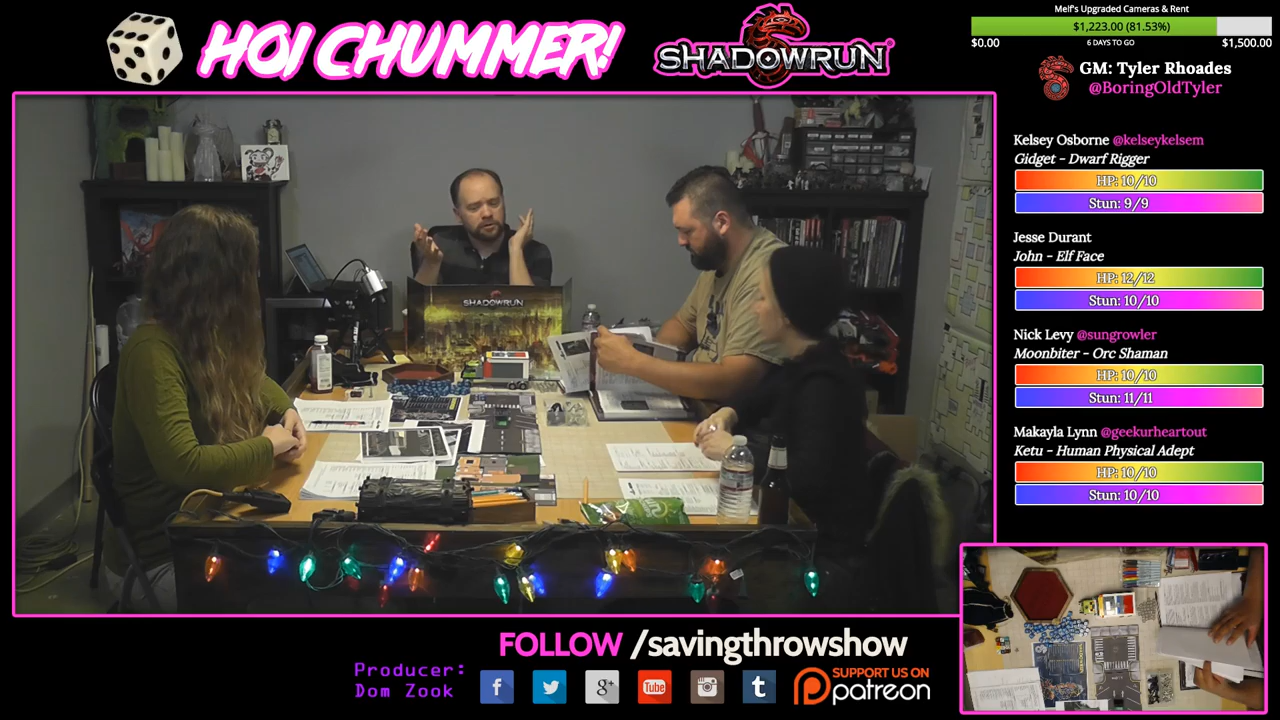 HOI CHUMMER!
SHADOWRUN
Melf's Upgraded Cameras & Rent
$1,223.00 (81.53%)
$0.00
6 DAYS TO GO
$1,500.00
GM: Tyler Rhoades
@BoringOldTyler
Kelsey Osborne @kelseykelsem
Gidget - Dwarf Rigger
HP: 10/10
Stun: 9/9
Jesse Durant
John - Elf Face
HP: 12/12
Stun: 10/10
Nick Levy @sungrowler
Moonbiter - Orc Shaman
HP: 10/10
Stun: 11/11
Makayla Lynn @geekurheartout
Ketu - Human Physical Adept
HP: 10/10
Stun: 10/10
SHADOWRUN
FOLLOW /savingthrowshow
Producer:
Dom Zook
f
g+
You Tube
t
SUPPORT US ON
patreon